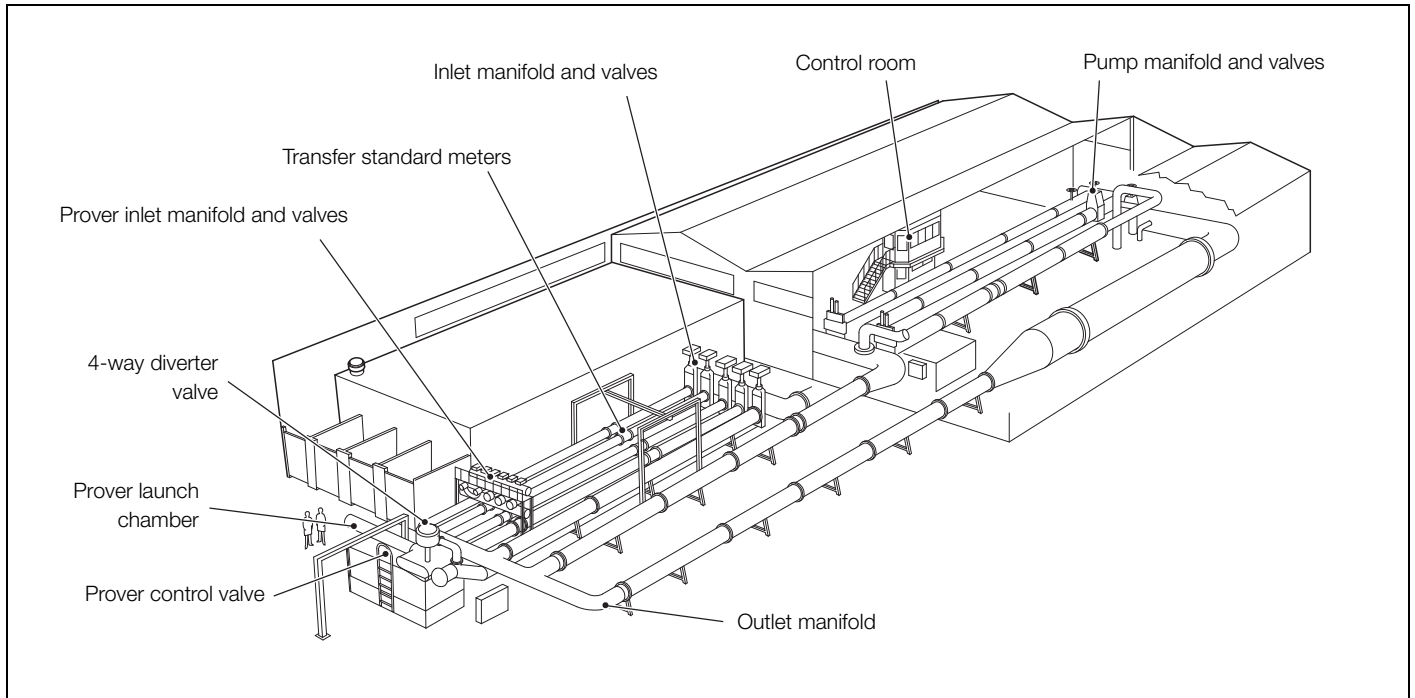 Inlet manifold and valves
Control room
Pump manifold and valves
Transfer standard meters
Prover inlet manifold and valves
4-way diverter
valve
Prover launch
chamber
Prover control valve
Outlet manifold